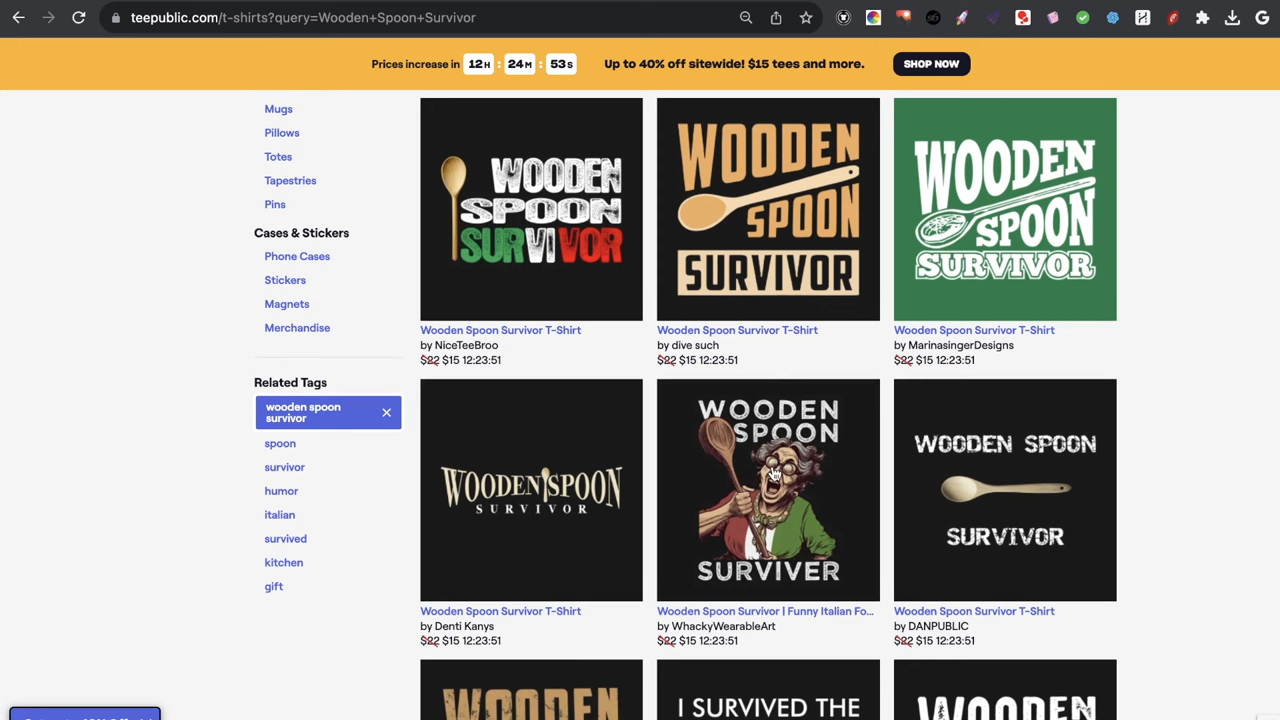 teepublic.com/t-shirts?query=Wooden+Spoon+Survivor
Prices increase in 12H : 24M : 53S Up to 40% off sitewide! $15 tees and more. SHOP NOW
Mugs
Pillows
Totes
Tapestries
Pins
Cases & Stickers
Phone Cases
Stickers
Magnets
Merchandise
Related Tags
wooden spoon
survivor
spoon
survivor
humor
italian
survived
kitchen
gift
WOODEN
SPOON
SURVIVOR
WOODEN
SPOON
SURVIVOR
WOODEN
SPOON
SURVIVOR
Wooden Spoon Survivor T-Shirt
by NiceTeeBroo
$22 $15 12:23:51
Wooden Spoon Survivor T-Shirt
by dive such
$22 $15 12:23:51
Wooden Spoon Survivor T-Shirt
by MarinasingerDesigns
$22 $15 12:23:51
WOODEN SPOON
SURVIVOR
WOODEN
SPOON
SURVIVER
WOODEN SPOON
SURVIVOR
Wooden Spoon Survivor T-Shirt
by Denti Kanys
$22 $15 12:23:51
Wooden Spoon Survivor | Funny Italian Fo...
by WhackyWearableArt
$22 $15 12:23:51
Wooden Spoon Survivor T-Shirt
by DANPUBLIC
$22 $15 12:23:51
WOODEN
I SURVIVED THE
WOODEN